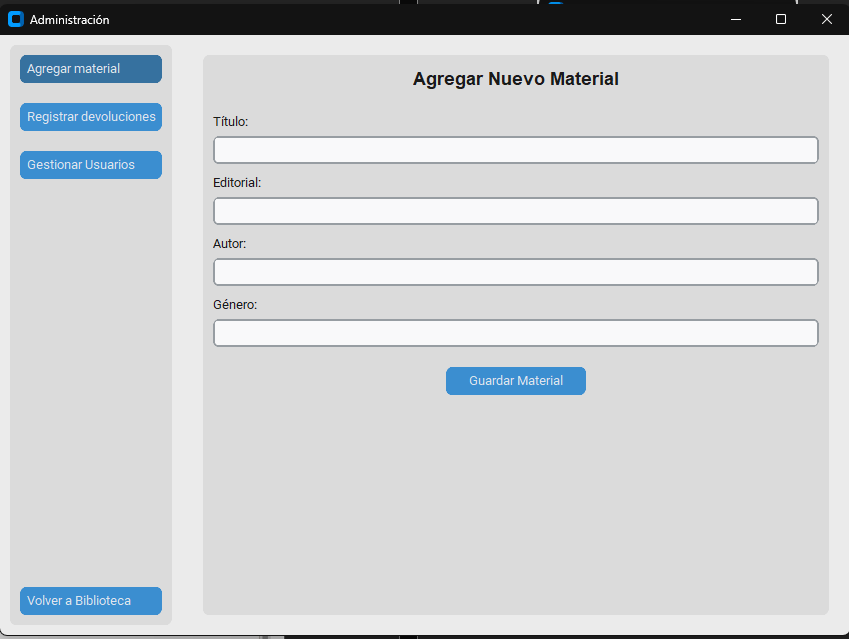 Administración
Agregar material
Registrar devoluciones
Gestionar Usuarios
Volver a Biblioteca
Agregar Nuevo Material
Título:
Editorial:
Autor:
Género:
Guardar Material